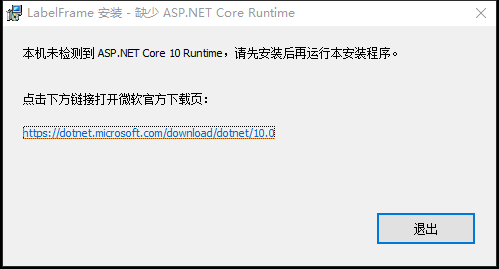 LabelFrame 安装 - 缺少 ASP.NET Core Runtime
本机未检测到 ASP.NET Core 10 Runtime，请先安装后再运行本安装程序。
点击下方链接打开微软官方下载页：
https://dotnet.microsoft.com/download/dotnet/10.0
退出